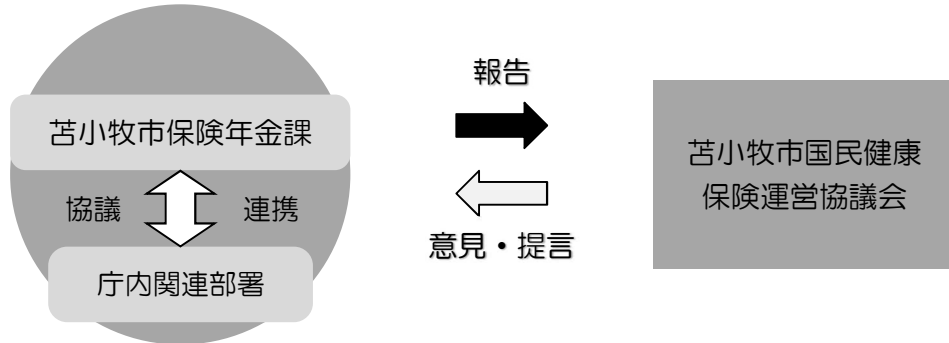 報告
苫小牧市保険年金課
協議
連携
庁内関連部署
意見・提言
苫小牧市国民健康
保険運営協議会